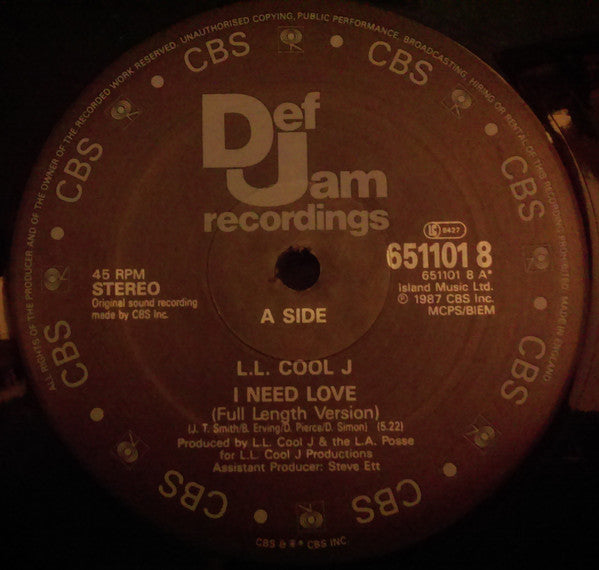 ALL RIGHTS OF THE PRODUCER AND OF THE OWNER OF THE RECORDED WORK RESERVED. UNAUTHORISED COPYING, PUBLIC PERFORMANCE, BROADCASTING, HIRING OR RENTAL OF THIS RECORDING PROHIBITED. MADE IN ENGLAND
CBS
CBS
CBS
CBS
CBS
CBS
CBS
CBS
Def
Jam
recordings
LC 9427
651101 8
651101 8 A*
Island Music Ltd.
℗ 1987 CBS Inc.
MCPS/BIEM
45 RPM
STEREO
Original sound recording
made by CBS Inc.
A SIDE
L.L. COOL J
I NEED LOVE
(Full Length Version)
(J. T. Smith/B. Erving/D. Pierce/D. Simon) (5.22)
Produced by L.L. Cool J & the L.A. Posse
for L.L. Cool J Productions
Assistant Producer: Steve Ett
CBS & ® CBS INC.